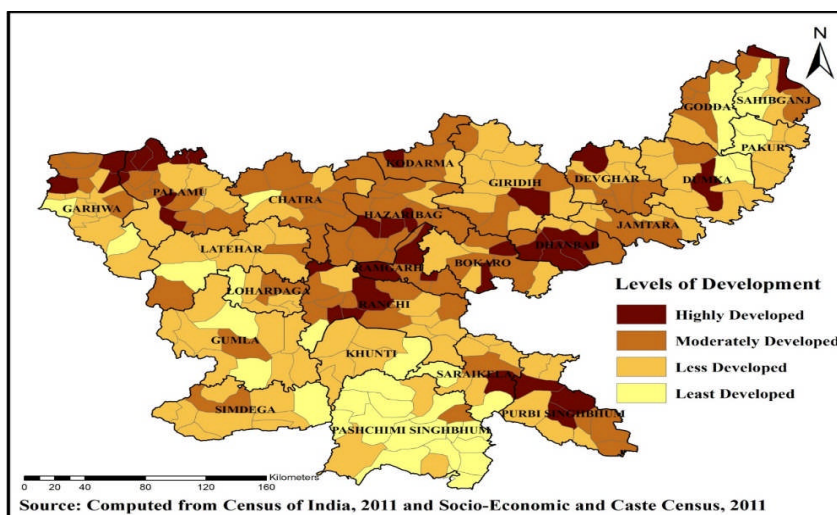 N
SAHIBGANJ
GODDA
PAKUR
KODARMA
DEVGHAR
GIRIDIH
DUMKA
PALAMU
CHATRA
GARHWA
HAZARIBAG
JAMTARA
DHANBAD
LATEHAR
BOKARO
RAMGARH
LOHARDAGA
RANCHI
GUMLA
KHUNTI
SARAIKELA
SIMDEGA
PURBI SINGHBHUM
PASHCHIMI SINGHBHUM
Levels of Development
Highly Developed
Moderately Developed
Less Developed
Least Developed
Kilometers
0 20 40 80 120 160
Source: Computed from Census of India, 2011 and Socio-Economic and Caste Census, 2011